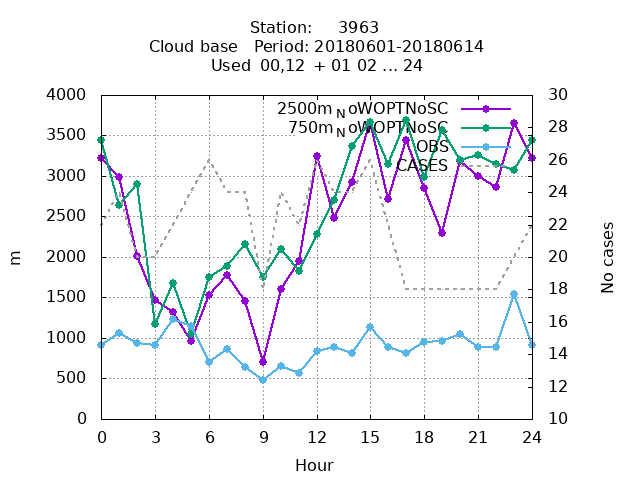 Station: 3963
Cloud base Period: 20180601-20180614
Used 00,12 + 01 02 ... 24
4000 30
2500m NoWOPTNoSC
750m NoWOPTNoSC
OBS
CASES
3500 28
3000 26
2500 24
22
2000 20
1500 18
16
1000 14
500 12
0 10
m
No cases
0 3 6 9 12 15 18 21 24
Hour